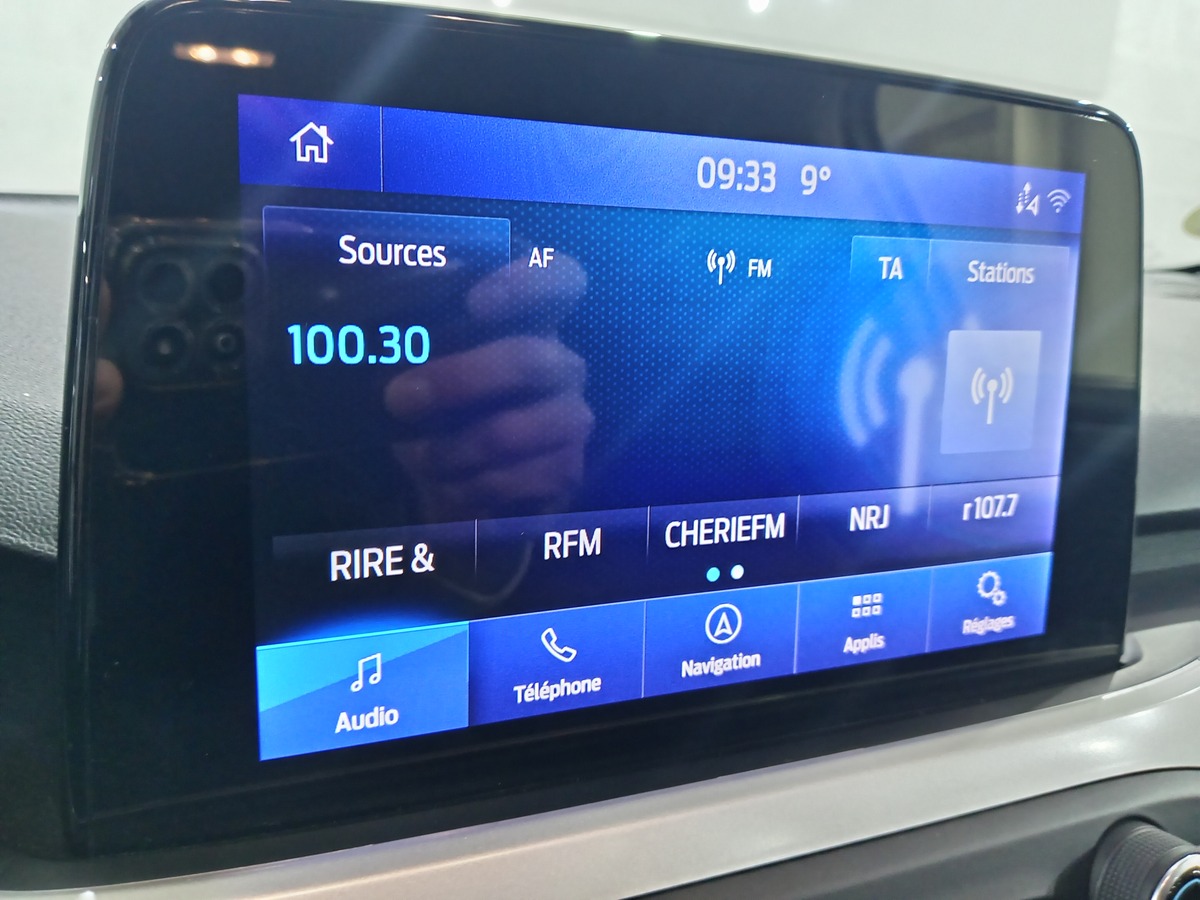 09:33 9°
Sources AF FM TA Stations
100.30
RIRE & RFM CHERIEFM NRJ r107.7
Audio Téléphone Navigation Applis Réglages